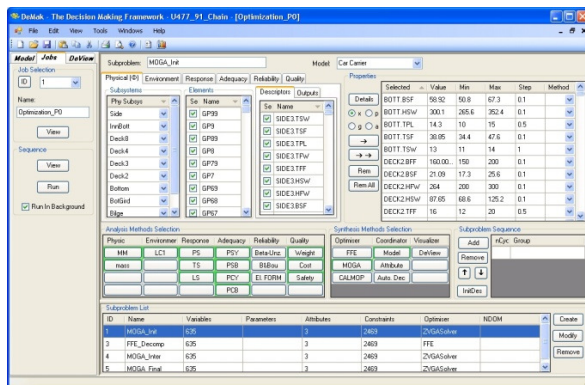 DeMak - The Decision Making Framework - U477_91_Chain - [Optimization_P0]
File Edit View Tools Windows Help
Model Jobs DeView
Job Selection
ID 1
Name:
Optimization_P0
View
Sequence
View
Run
Run In Background
Subproblem: MOGA_Init Model Car Carrier
Physical (Φ) Environment Response Adequacy Reliability Quality
Subsystems
Phy Subsys
Side
InnBott
Deck8
Deck4
Deck3
Deck2
Bottom
BotGird
Bilge
Elements
Se Name
GP99
GP9
GP8
GP79
GP7
GP69
GP68
GP67
Descriptors Outputs
Se Name
SIDE3.TSW
SIDE3.TSF
SIDE3.TPL
SIDE3.TFW
SIDE3.TFF
SIDE3.HSW
SIDE3.HFW
SIDE3.BSF
Properties
Details
x p
g a
→
→ →
Rem
Rem All
Selected Value Min Max Step Method
BOTT.BSF 58.92 50.8 67.3 0.1
BOTT.HSW 300.1 265.6 352.4 0.1
BOTT.TPL 14.3 10 15 0.5
BOTT.TSF 38.85 34.4 47.6 0.1
BOTT.TSW 13 11 14 1
DECK2.BFF 160.00... 150 200 0.1
DECK2.BSF 21.09 17.3 25.6 0.1
DECK2.HFW 264 200 300 0.1
DECK2.HSW 87.65 68.6 125.2 0.1
DECK2.TFF 16 12 20 0.5
Analysis Methods Selection
Physic Environmer Response Adequacy Reliability Quality
MM LC1 PS PSY Beta-Unz. Weight
mass TS PSB B&Bou Cost
LS PCY El. FORM Safety
PCB
Synthesis Methods Selection
Optimiser Coordinator Visualizer
FFE Model DeView
MOGA Attribute
CALMOP Auto. Dec
Subproblem Sequence
Add
Remove
↑ ↓
InitDes
nCyc Group
Subproblem List
ID Name Variables Parameters Attributes Constraints Optimiser NDOM
1 MOGA_Init 635 3 2469 ZVGASolver
3 FFE_Decomp 635 3 2469 FFE
4 MOGA_Inter 635 3 2469 ZVGASolver
5 MOGA_Final 635 3 2469 ZVGASolver
Create
Modify
Remove